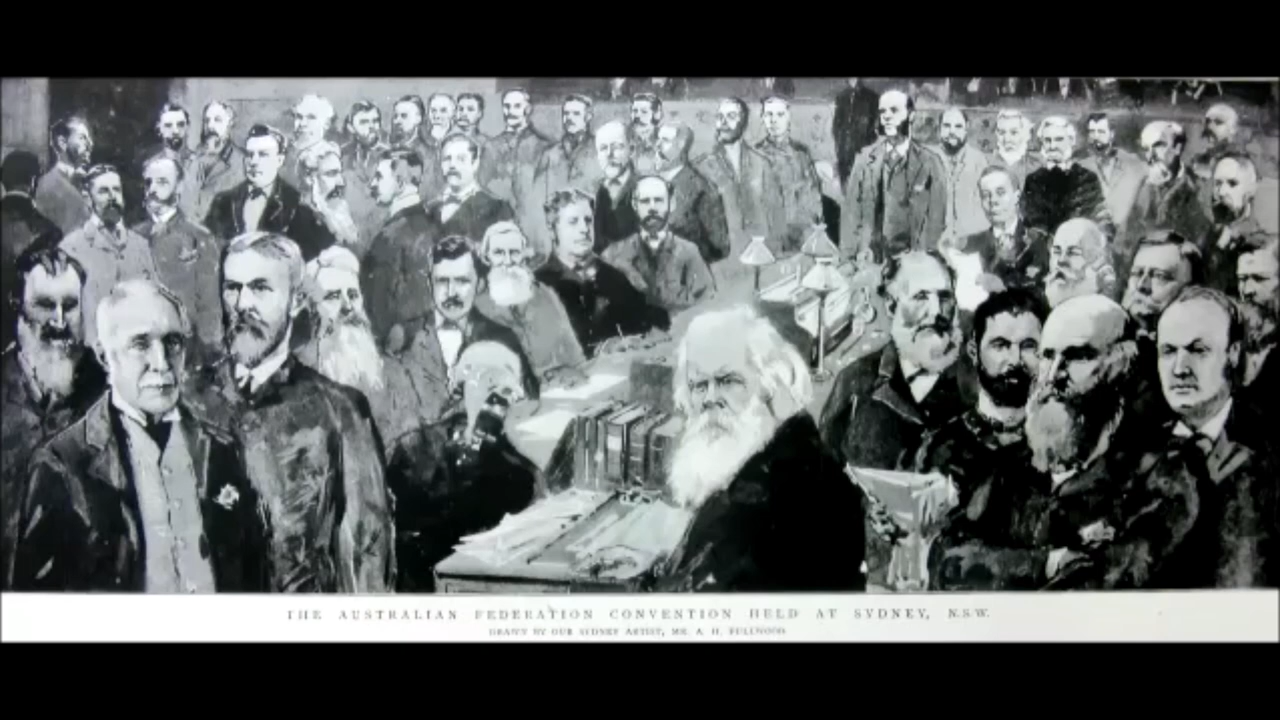 THE AUSTRALIAN FEDERATION CONVENTION HELD AT SYDNEY, N.S.W.
DRAWN BY OUR SYDNEY ARTIST, MR. A. H. FULLWOOD